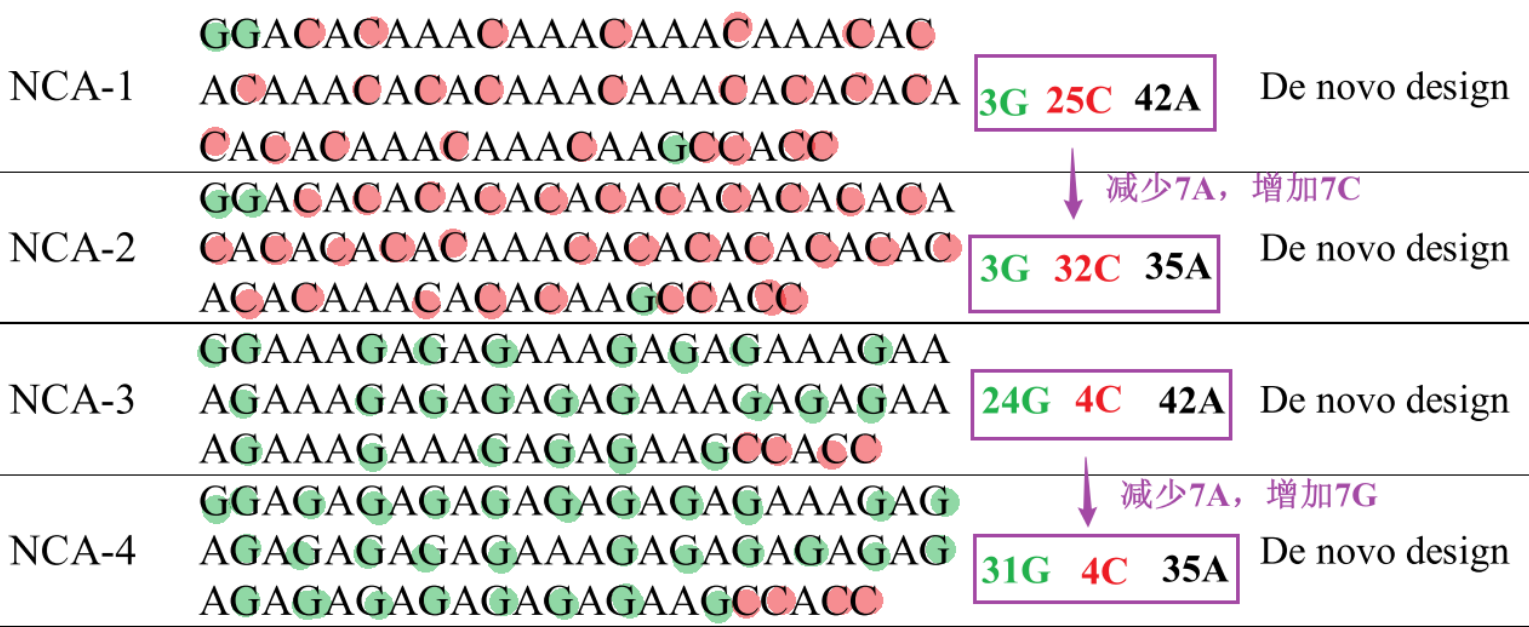 GGACACAAACAAACAAACAAACAC
NCA-1
ACAAACACACAAACAAACACACACA
3G 25C 42A
De novo design
CACACAAACAAACAAGCCACC
减少7A，增加7C
GGACACACACACACACACACACACA
NCA-2
CACACACACAAACACACACACACAC
3G 32C 35A
De novo design
ACACAAACACACAAGCCACC
GGAAAGAGAGAAAGAGAGAAAGAA
NCA-3
AGAAAGAGAGAGAGAAAGAGAGAA
24G 4C 42A
De novo design
AGAAAGAAAGAGAGAAGCCACC
减少7A，增加7G
GGAGAGAGAGAGAGAGAGAAAGAG
NCA-4
AGAGAGAGAGAAAGAGAGAGAGAG
31G 4C 35A
De novo design
AGAGAGAGAGAGAGAAGCCACC